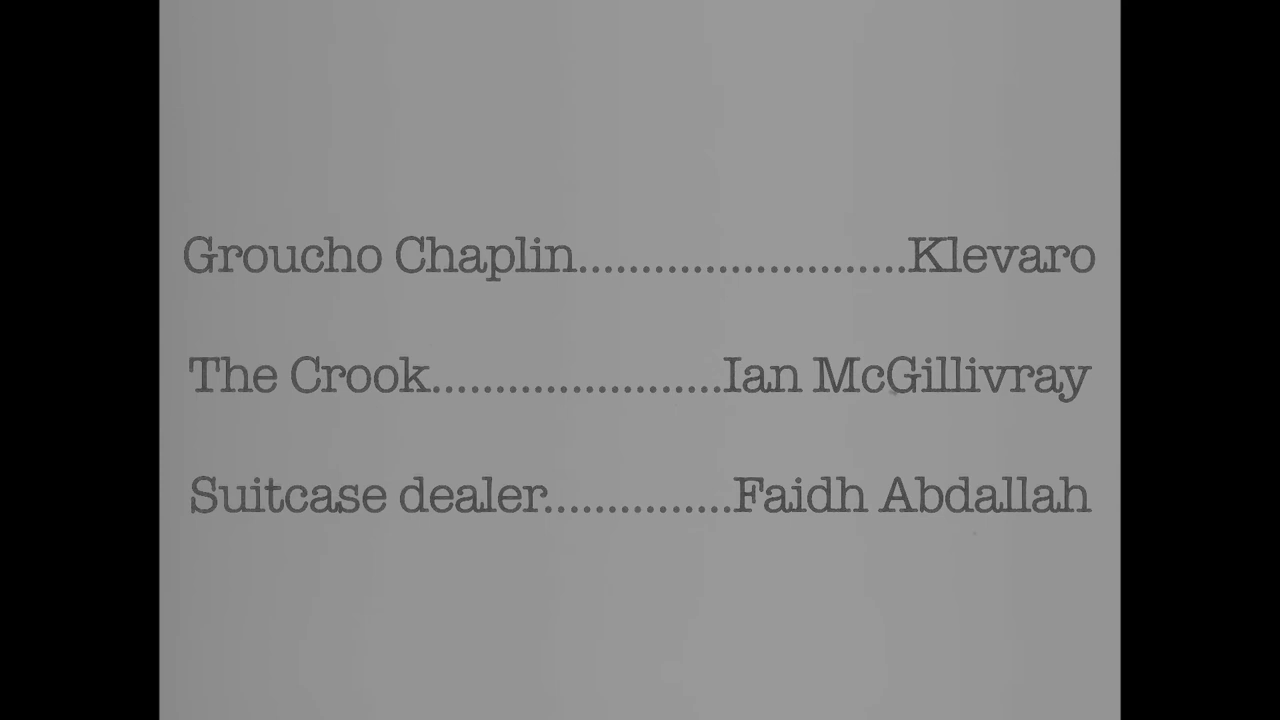 Groucho Chaplin..........................Klevaro
The Crook.......................Ian McGillivray
Suitcase dealer...............Faidh Abdallah